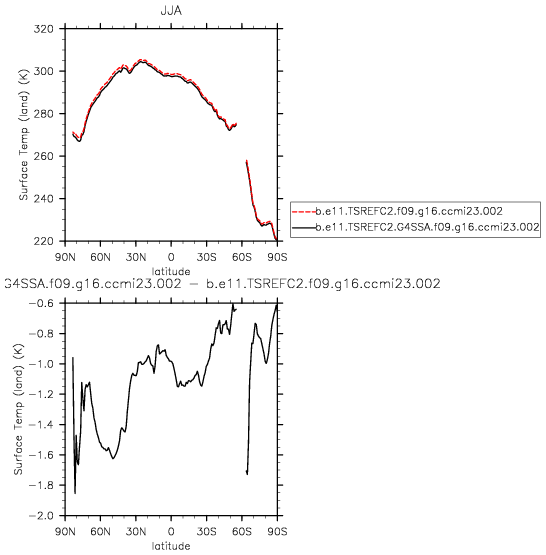 JJA
320
300
280
260
240
220
Surface Temp (land) (K)
90N 60N 30N 0 30S 60S 90S
latitude
b.e11.TSREFC2.f09.g16.ccmi23.002
b.e11.TSREFC2.G4SSA.f09.g16.ccmi23.002
G4SSA.f09.g16.ccmi23.002 − b.e11.TSREFC2.f09.g16.ccmi23.002
−0.6
−0.8
−1.0
−1.2
−1.4
−1.6
−1.8
−2.0
Surface Temp (land) (K)
90N 60N 30N 0 30S 60S 90S
latitude